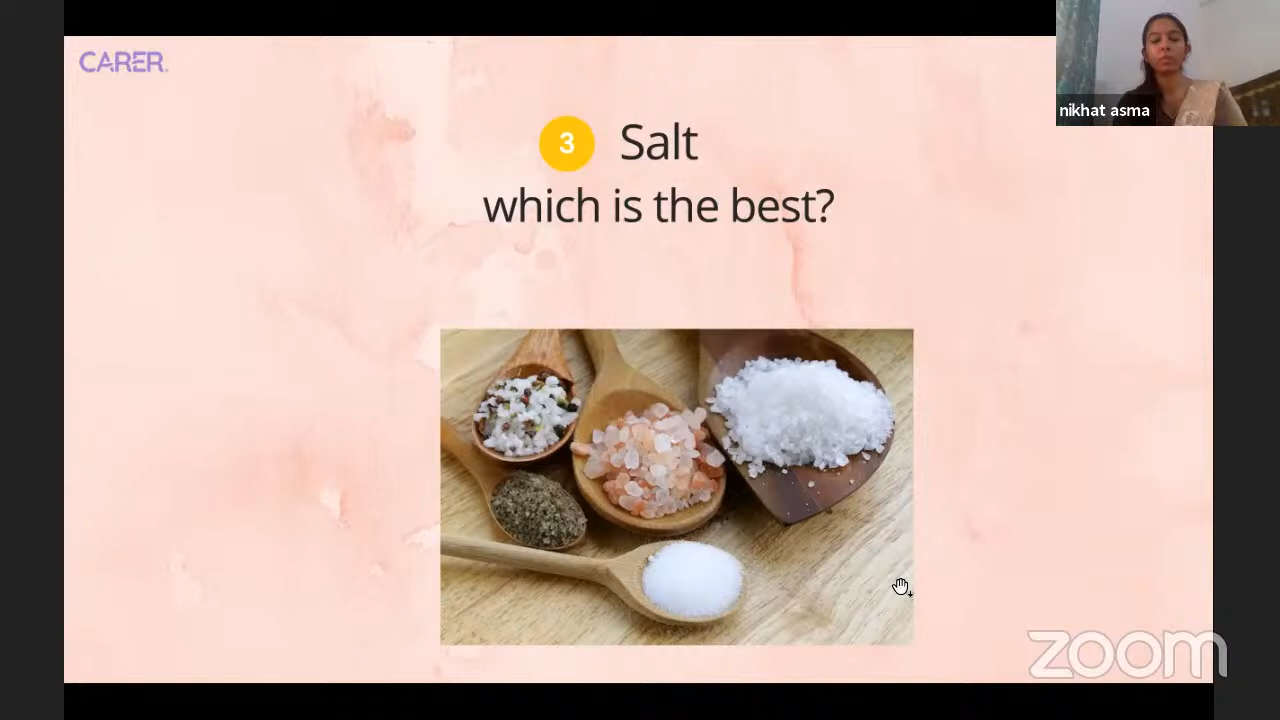 CARER.
3 Salt
which is the best?
nikhat asma
zoom